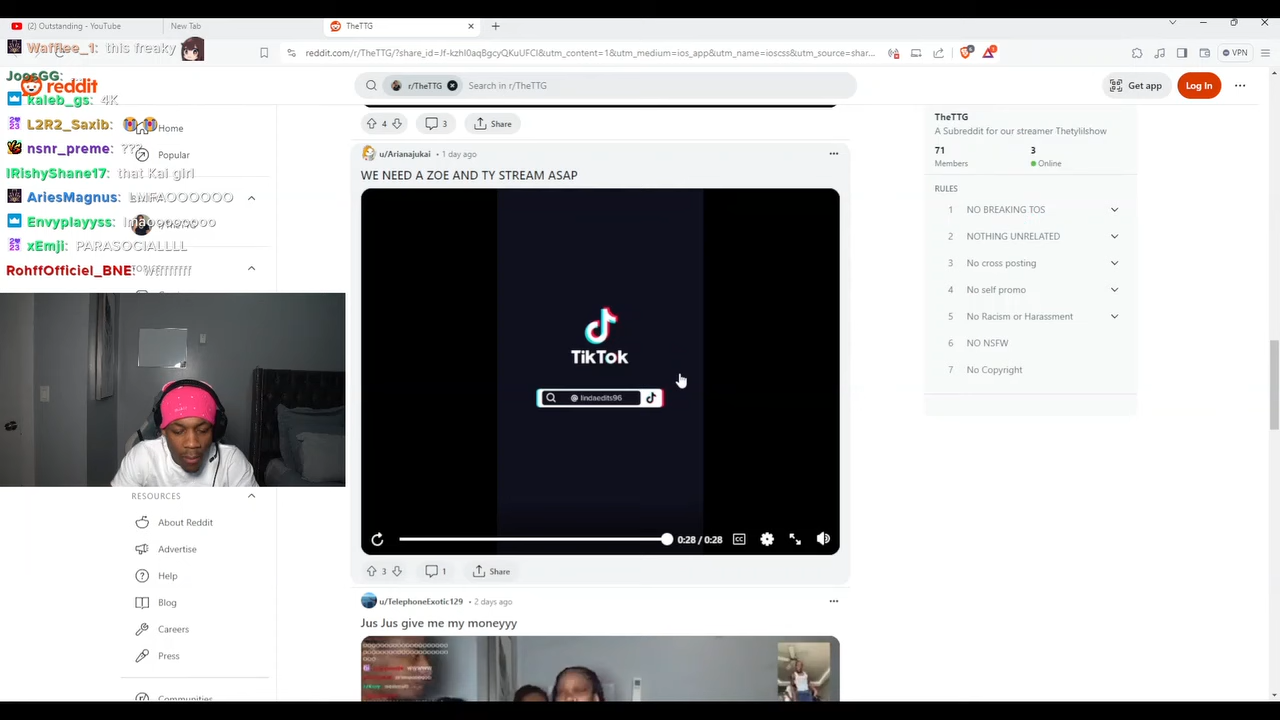 (2) Outstanding - YouTube
New Tab
TheTTG
reddit.com/r/TheTTG/?share_id=Jf-kzhI0aqBgcyQKuUFCI&utm_content=1&utm_medium=ios_app&utm_name=ioscss&utm_source=shar...
VPN
Wafflee_1: this freaky
JoosGG:
kaleb_gs: 4K
L2R2_Saxib:
nsnr_preme: ???
IRishyShane17: that Kai girl
AriesMagnus: LMFAOOOOOO
Envyplayyss: lmaooooooo
xEmji: PARASOCIALLLL
RohffOfficiel_BNE:
reddit
r/TheTTG
Search in r/TheTTG
Get app
Log In
Home
Popular
RESOURCES
About Reddit
Advertise
Help
Blog
Careers
Press
Communities
4
3
Share
u/Arianajukai • 1 day ago
WE NEED A ZOE AND TY STREAM ASAP
TikTok
@lindaedits96
0:28 / 0:28
CC
3
1
Share
u/TelephoneExotic129 • 2 days ago
Jus Jus give me my moneyyy
TheTTG
A Subreddit for our streamer Thetylilshow
71
3
Members
Online
RULES
1 NO BREAKING TOS
2 NOTHING UNRELATED
3 No cross posting
4 No self promo
5 No Racism or Harassment
6 NO NSFW
7 No Copyright